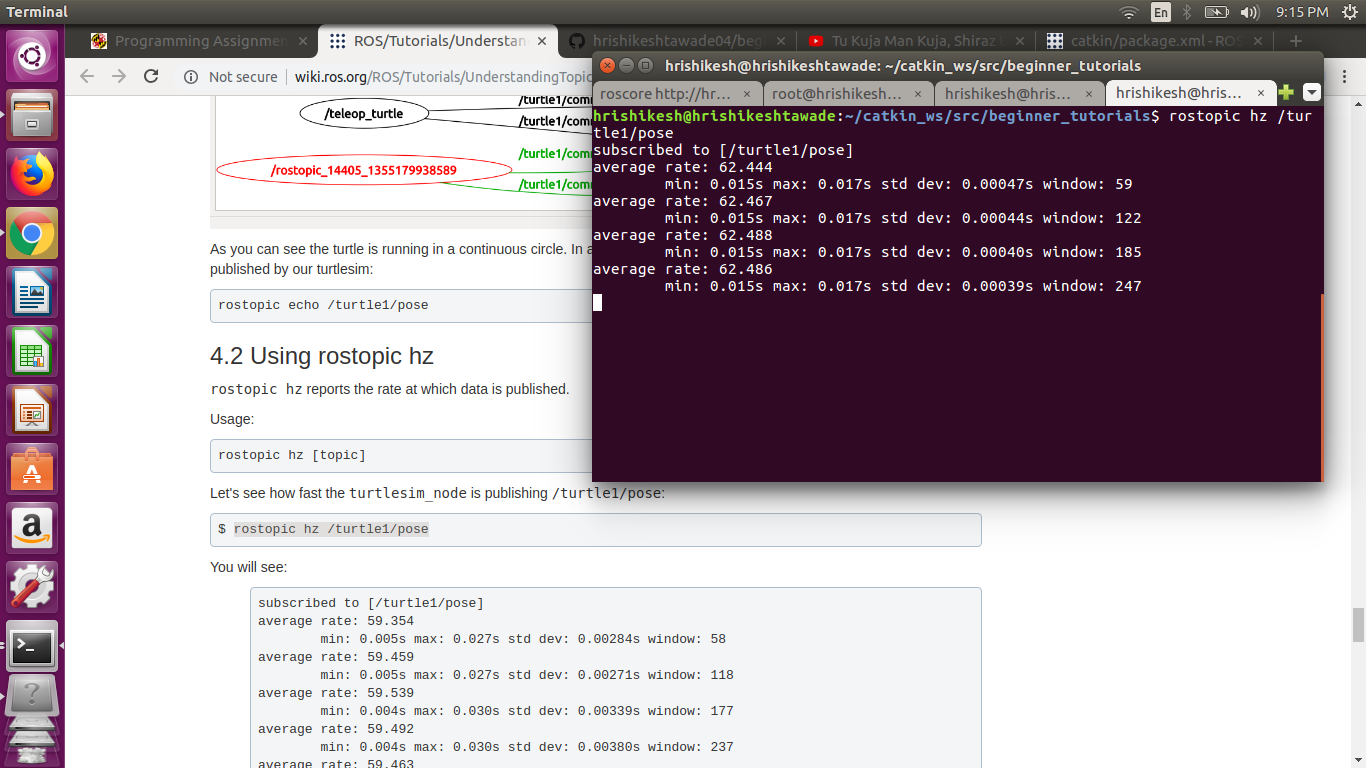 Terminal
En
9:15 PM
Programming Assignmen
ROS/Tutorials/Understan
hrishikeshtawade04/beg
Tu Kuja Man Kuja, Shiraz
catkin/package.xml - ROS
Not secure
wiki.ros.org/ROS/Tutorials/UnderstandingTopic
hrishikesh@hrishikeshtawade: ~/catkin_ws/src/beginner_tutorials
roscore http://hr...
root@hrishikesh...
hrishikesh@hris...
hrishikesh@hris...
hrishikesh@hrishikeshtawade:~/catkin_ws/src/beginner_tutorials$ rostopic hz /tur
tle1/pose
subscribed to [/turtle1/pose]
average rate: 62.444
min: 0.015s max: 0.017s std dev: 0.00047s window: 59
average rate: 62.467
min: 0.015s max: 0.017s std dev: 0.00044s window: 122
average rate: 62.488
min: 0.015s max: 0.017s std dev: 0.00040s window: 185
average rate: 62.486
min: 0.015s max: 0.017s std dev: 0.00039s window: 247
/turtle1/com
/teleop_turtle
/turtle1/com
/turtle1/com
/rostopic_14405_1355179938589
/turtle1/com
As you can see the turtle is running in a continuous circle. In a
published by our turtlesim:
rostopic echo /turtle1/pose
4.2 Using rostopic hz
rostopic hz reports the rate at which data is published.
Usage:
rostopic hz [topic]
Let's see how fast the turtlesim_node is publishing /turtle1/pose:
$ rostopic hz /turtle1/pose
You will see:
subscribed to [/turtle1/pose]
average rate: 59.354
min: 0.005s max: 0.027s std dev: 0.00284s window: 58
average rate: 59.459
min: 0.005s max: 0.027s std dev: 0.00271s window: 118
average rate: 59.539
min: 0.004s max: 0.030s std dev: 0.00339s window: 177
average rate: 59.492
min: 0.004s max: 0.030s std dev: 0.00380s window: 237
average rate: 59.463